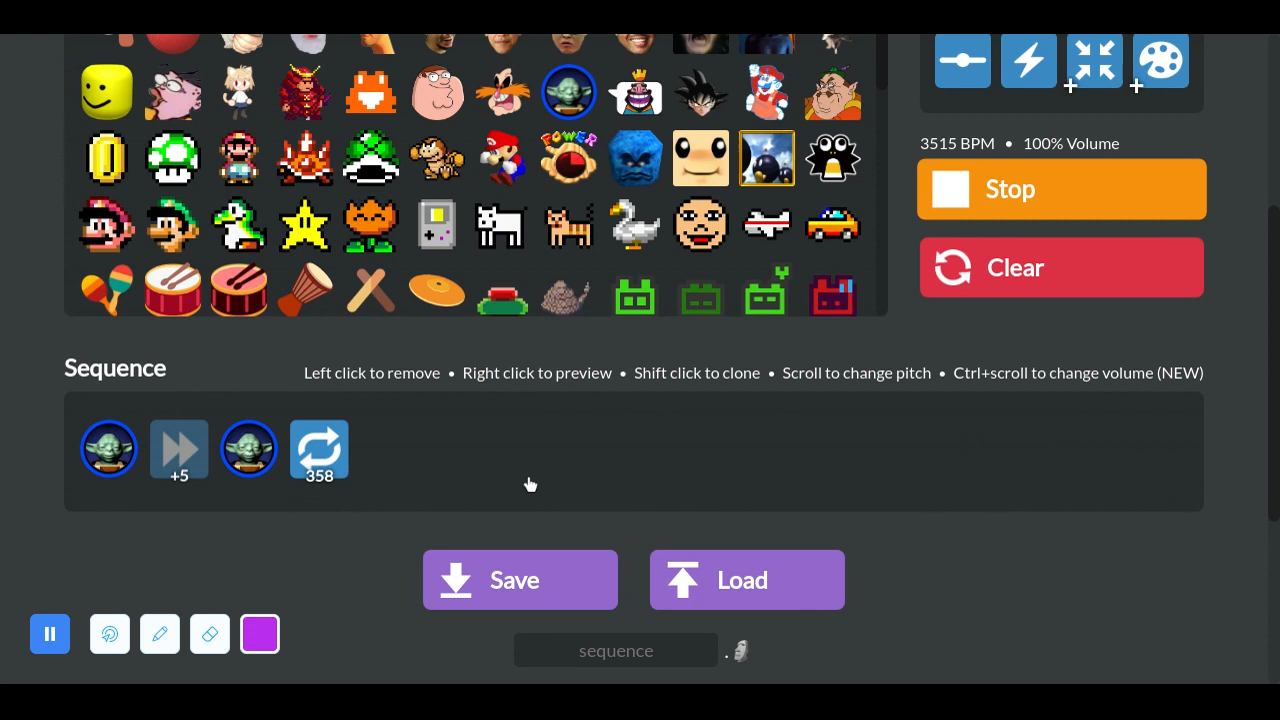 POWER
3515 BPM • 100% Volume
Stop
Clear
Sequence
Left click to remove • Right click to preview • Shift click to clone • Scroll to change pitch • Ctrl+scroll to change volume (NEW)
+5
358
Save
Load
sequence
.